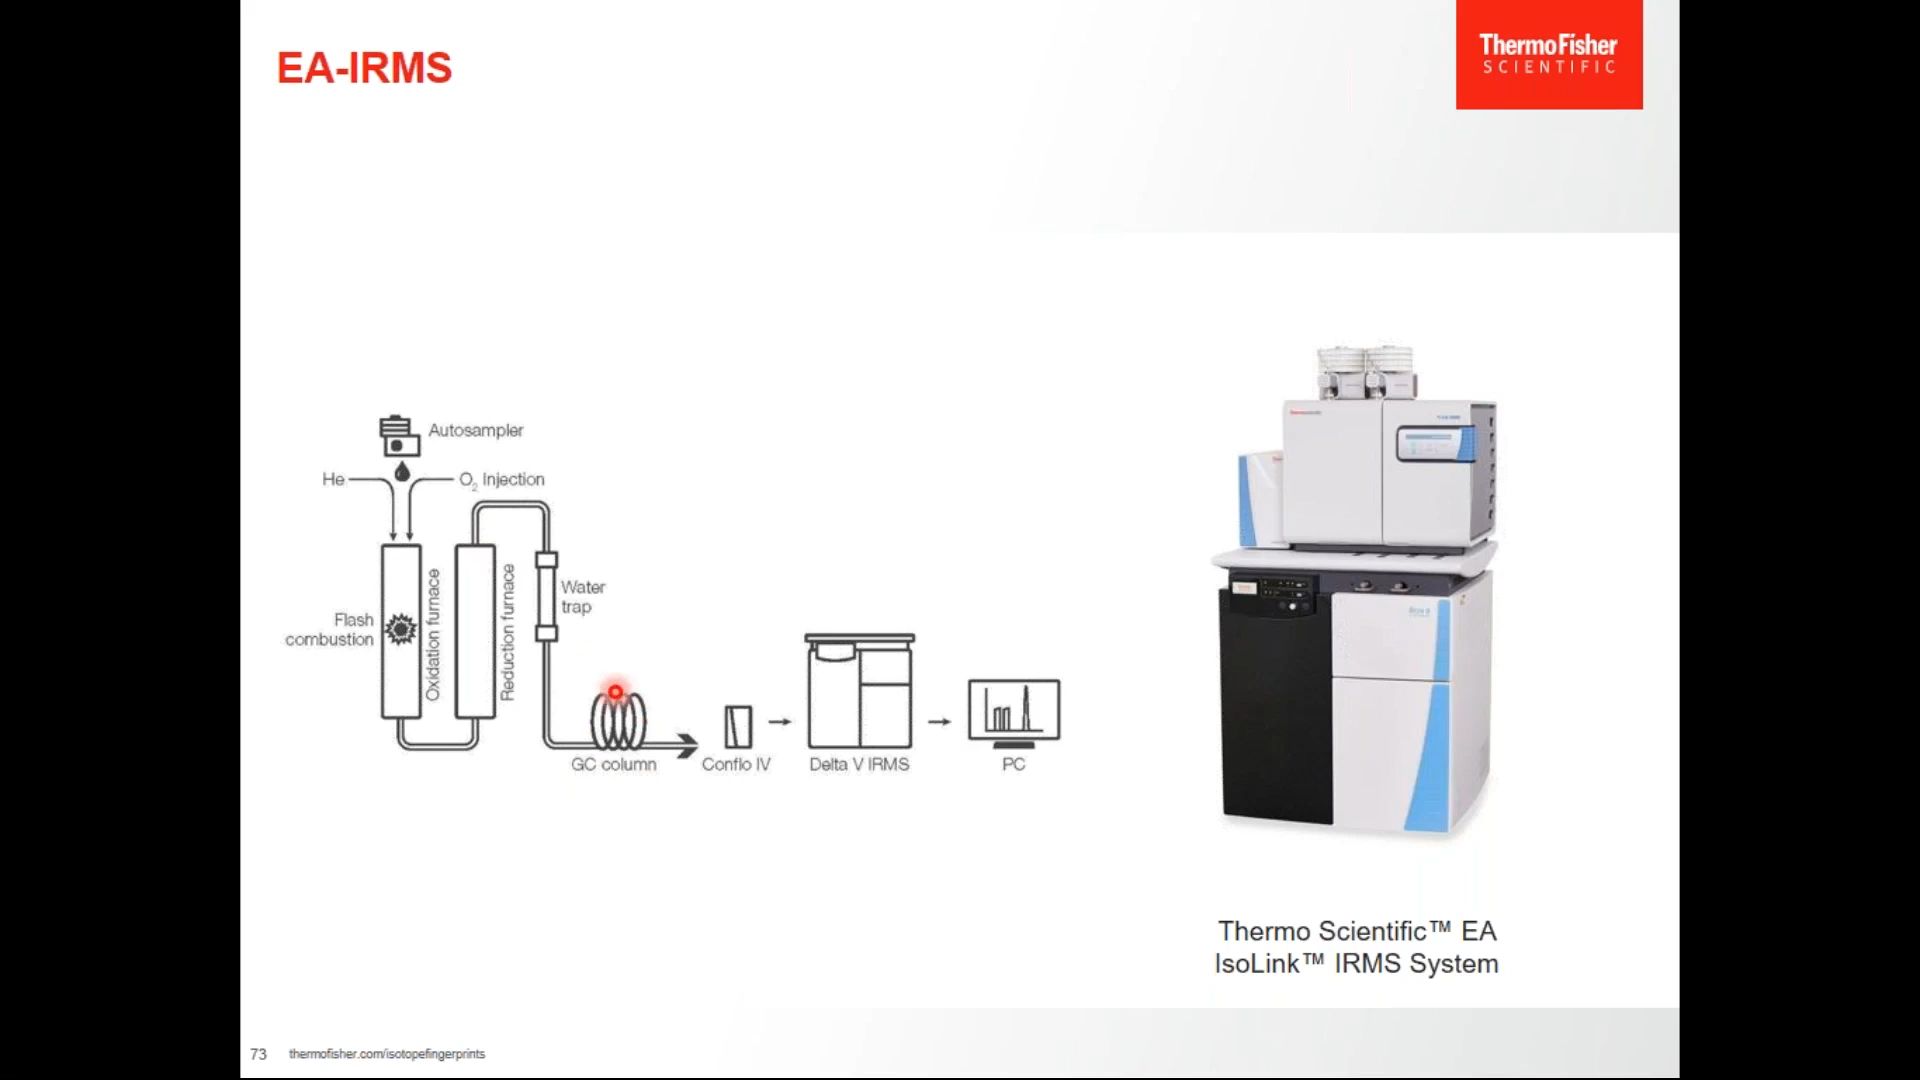 EA-IRMS
ThermoFisher
SCIENTIFIC
Autosampler
He
O2 Injection
Flash
combustion
Oxidation furnace
Reduction furnace
Water
trap
GC column
Conflo IV
Delta V IRMS
PC
Thermo Scientific™ EA
IsoLink™ IRMS System
73
thermofisher.com/isotopefingerprints